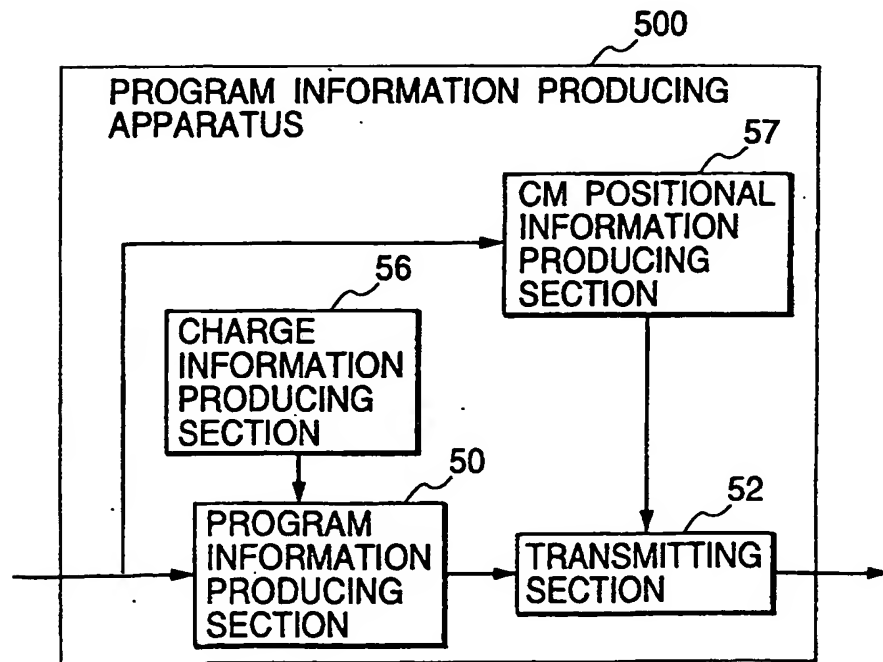 500
PROGRAM INFORMATION PRODUCING
APPARATUS
57
CM POSITIONAL
INFORMATION
PRODUCING
SECTION
56
CHARGE
INFORMATION
PRODUCING
SECTION
50
PROGRAM
INFORMATION
PRODUCING
SECTION
52
TRANSMITTING
SECTION